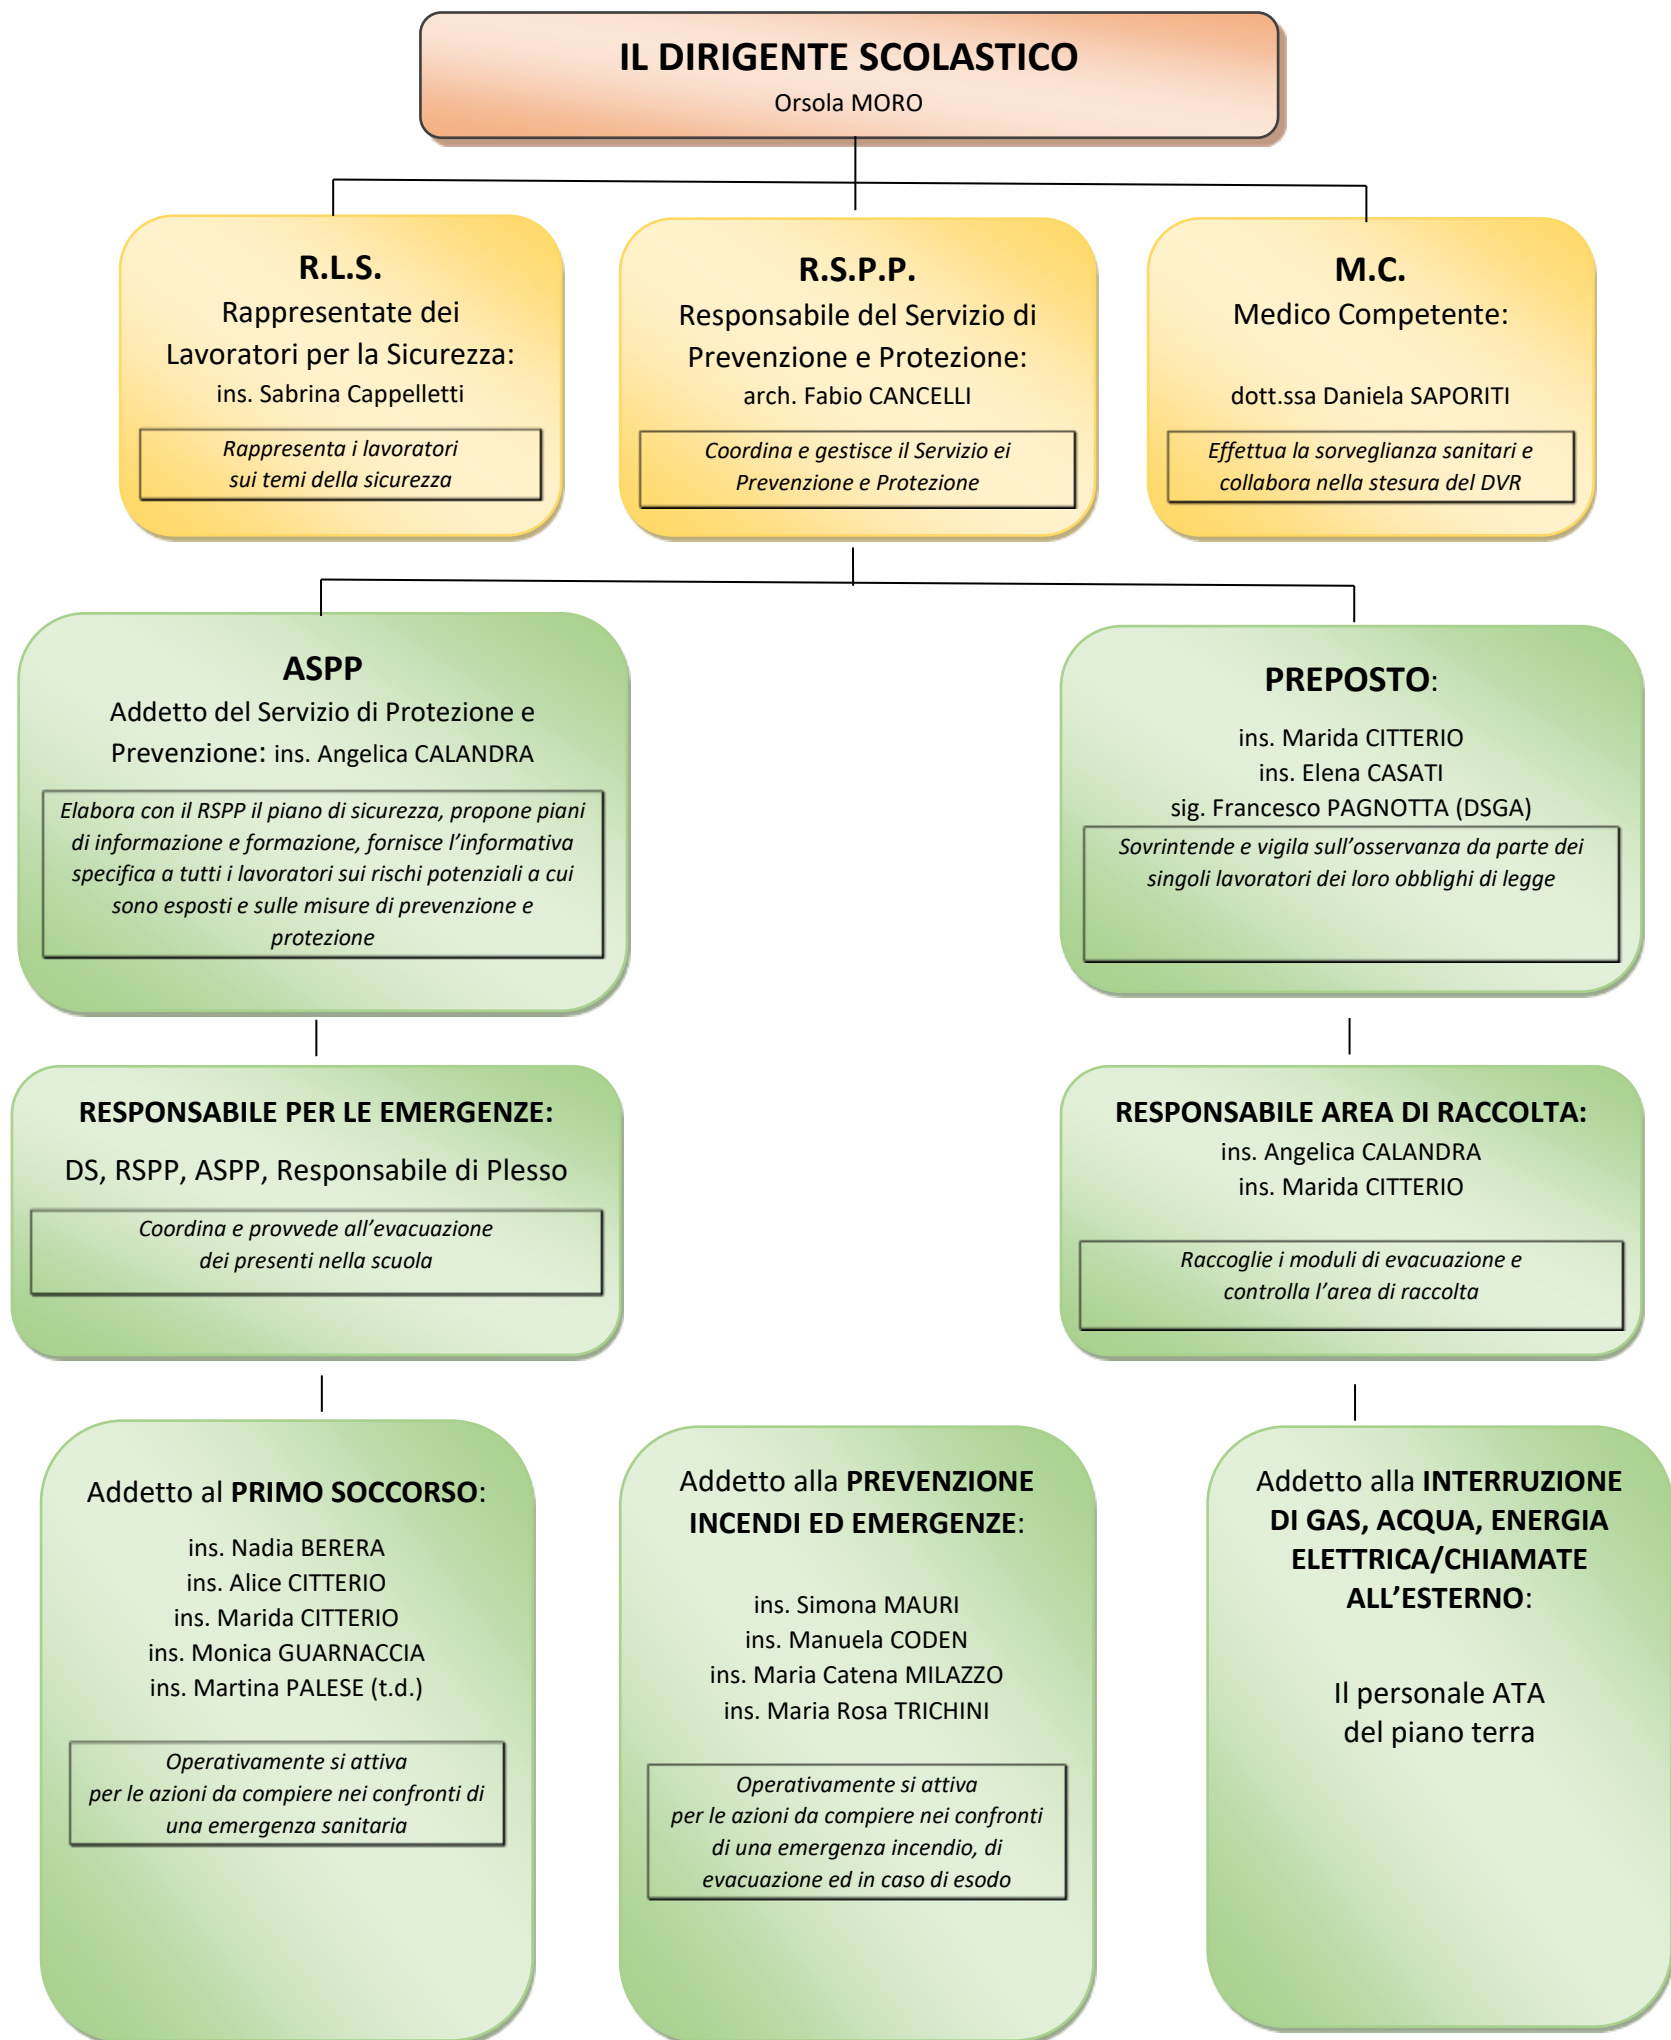 IL DIRIGENTE SCOLASTICO
Orsola MORO
R.L.S.
Rappresentate dei
Lavoratori per la Sicurezza:
ins. Sabrina Cappelletti
Rappresenta i lavoratori
sui temi della sicurezza
R.S.P.P.
Responsabile del Servizio di
Prevenzione e Protezione:
arch. Fabio CANCELLI
Coordina e gestisce il Servizio ei
Prevenzione e Protezione
M.C.
Medico Competente:
dott.ssa Daniela SAPORITI
Effettua la sorveglianza sanitari e
collabora nella stesura del DVR
ASPP
Addetto del Servizio di Protezione e
Prevenzione: ins. Angelica CALANDRA
Elabora con il RSPP il piano di sicurezza, propone piani
di informazione e formazione, fornisce l'informativa
specifica a tutti i lavoratori sui rischi potenziali a cui
sono esposti e sulle misure di prevenzione e
protezione
PREPOSTO:
ins. Marida CITTERIO
ins. Elena CASATI
sig. Francesco PAGNOTTA (DSGA)
Sovrintende e vigila sull'osservanza da parte dei
singoli lavoratori dei loro obblighi di legge
RESPONSABILE PER LE EMERGENZE:
DS, RSPP, ASPP, Responsabile di Plesso
Coordina e provvede all'evacuazione
dei presenti nella scuola
RESPONSABILE AREA DI RACCOLTA:
ins. Angelica CALANDRA
ins. Marida CITTERIO
Raccoglie i moduli di evacuazione e
controlla l'area di raccolta
Addetto al PRIMO SOCCORSO:
ins. Nadia BERERA
ins. Alice CITTERIO
ins. Marida CITTERIO
ins. Monica GUARNACCIA
ins. Martina PALESE (t.d.)
Operativamente si attiva
per le azioni da compiere nei confronti di
una emergenza sanitaria
Addetto alla PREVENZIONE
INCENDI ED EMERGENZE:
ins. Simona MAURI
ins. Manuela CODEN
ins. Maria Catena MILAZZO
ins. Maria Rosa TRICHINI
Operativamente si attiva
per le azioni da compiere nei confronti
di una emergenza incendio, di
evacuazione ed in caso di esodo
Addetto alla INTERRUZIONE
DI GAS, ACQUA, ENERGIA
ELETTRICA/CHIAMATE
ALL'ESTERNO:
Il personale ATA
del piano terra